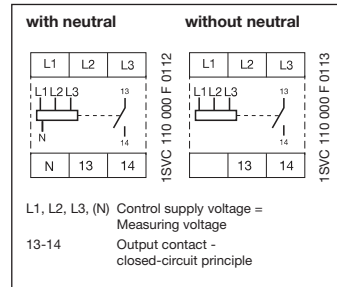 with neutral without neutral
L1 L2 L3 L1 L2 L3
L1 L2 L3 13 L1 L2 L3 13
N 14 14
N 13 14 13 14
1SVC 110 000 F 0112
1SVC 110 000 F 0113
L1, L2, L3, (N) Control supply voltage =
Measuring voltage
13-14 Output contact -
closed-circuit principle